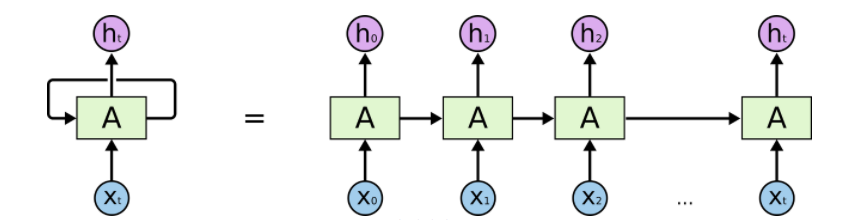 hₜ h₀ h₁ h₂ hₜ
A = A A A A
xₜ x₀ x₁ x₂ ... xₜ